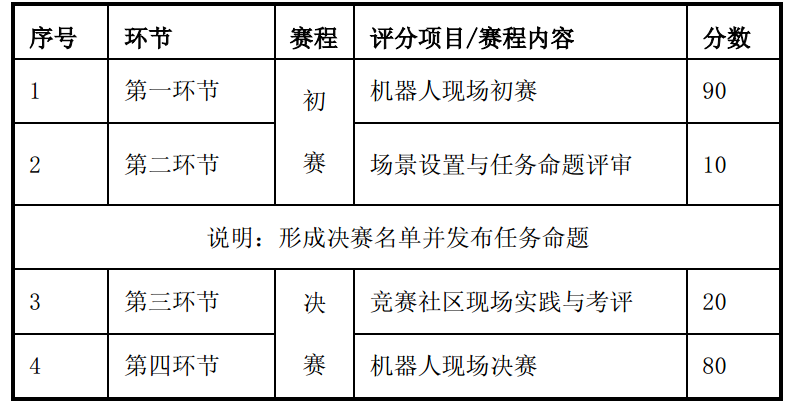 序号 环节 赛程 评分项目/赛程内容 分数
1 第一环节 初赛 机器人现场初赛 90
2 第二环节 场景设置与任务命题评审 10
说明：形成决赛名单并发布任务命题
3 第三环节 决赛 竞赛社区现场实践与考评 20
4 第四环节 机器人现场决赛 80